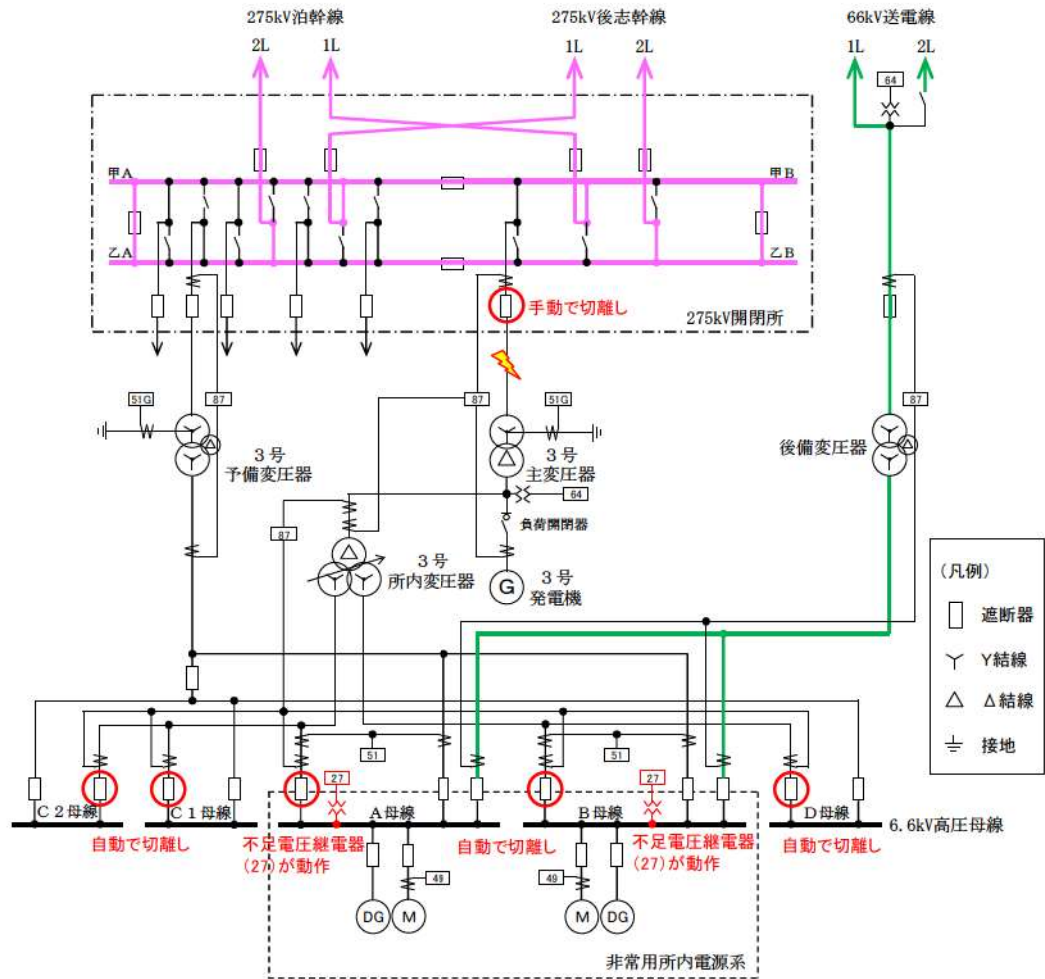 275kV泊幹線
275kV後志幹線
66kV送電線
2L
1L
1L
2L
1L
2L
64
甲A
甲B
乙A
乙B
手動で切離し
275kV開閉所
51G
87
87
51G
87
3号
予備変圧器
3号
主変圧器
後備変圧器
64
87
負荷開閉器
3号
所内変圧器
G
3号
発電機
(凡例)
遮断器
Y結線
Δ結線
接地
51
51
27
27
C2母線
C1母線
A母線
B母線
D母線
6.6kV高圧母線
自動で切離し
不足電圧継電器
(27)が動作
自動で切離し
不足電圧継電器
(27)が動作
自動で切離し
49
49
DG
M
M
DG
非常用所内電源系